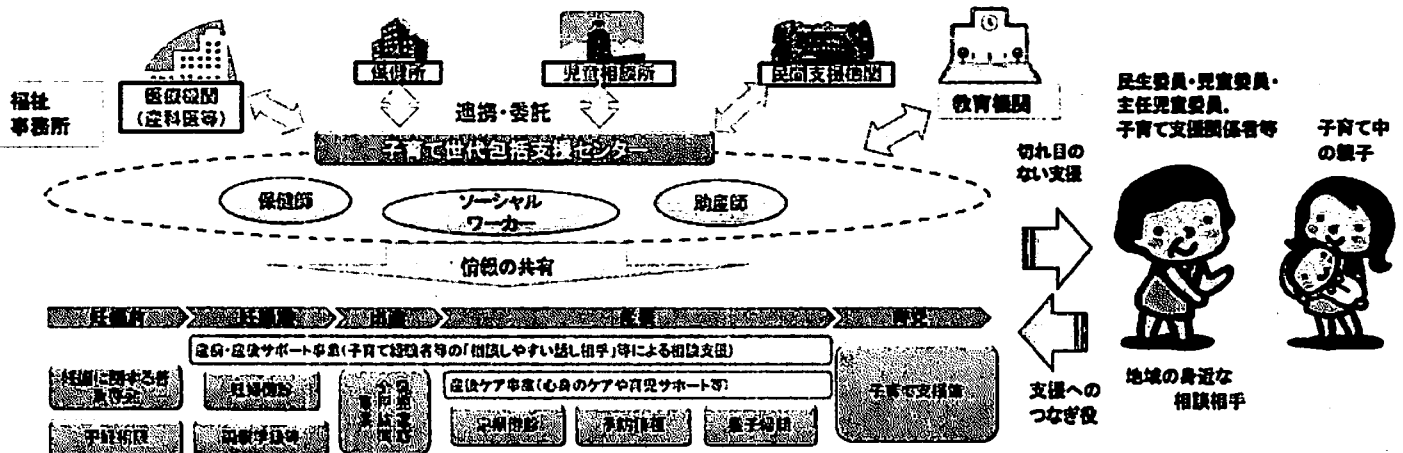 福祉
事務所
医療機関
(産科医等)
保健所
児童相談所
民間支援機関
教育機関
連携・委託
子育て世代包括支援センター
保健師
ソーシャル
ワーカー
助産師
情報の共有
民生委員・児童委員・
主任児童委員.
子育て支援関係者等
子育て中
の親子
切れ目の
ない支援
妊娠前
妊娠期
出産
産後
育児
産前・産後サポート事業(子育て経験者等の「相談しやすい話し相手」等による相談支援)
産後ケア事業(心身のケアや育児サポート等)
妊娠に関する普
及啓発
不妊相談
妊婦健診
両親学級等
定期健診
予防接種
養子縁組
子育て支援策
支援への
つなぎ役
地域の身近な
相談相手